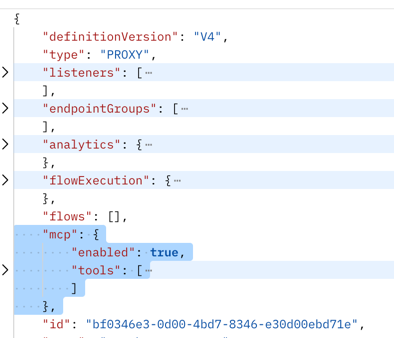 {
"definitionVersion": "V4",
"type": "PROXY",
"listeners": [⋯
],
"endpointGroups": [⋯
],
"analytics": {⋯
},
"flowExecution": {⋯
},
"flows": [],
"mcp": {
"enabled": true,
"tools": [⋯
]
},
"id": "bf0346e3-0d00-4bd7-8346-e30d00ebd71e",